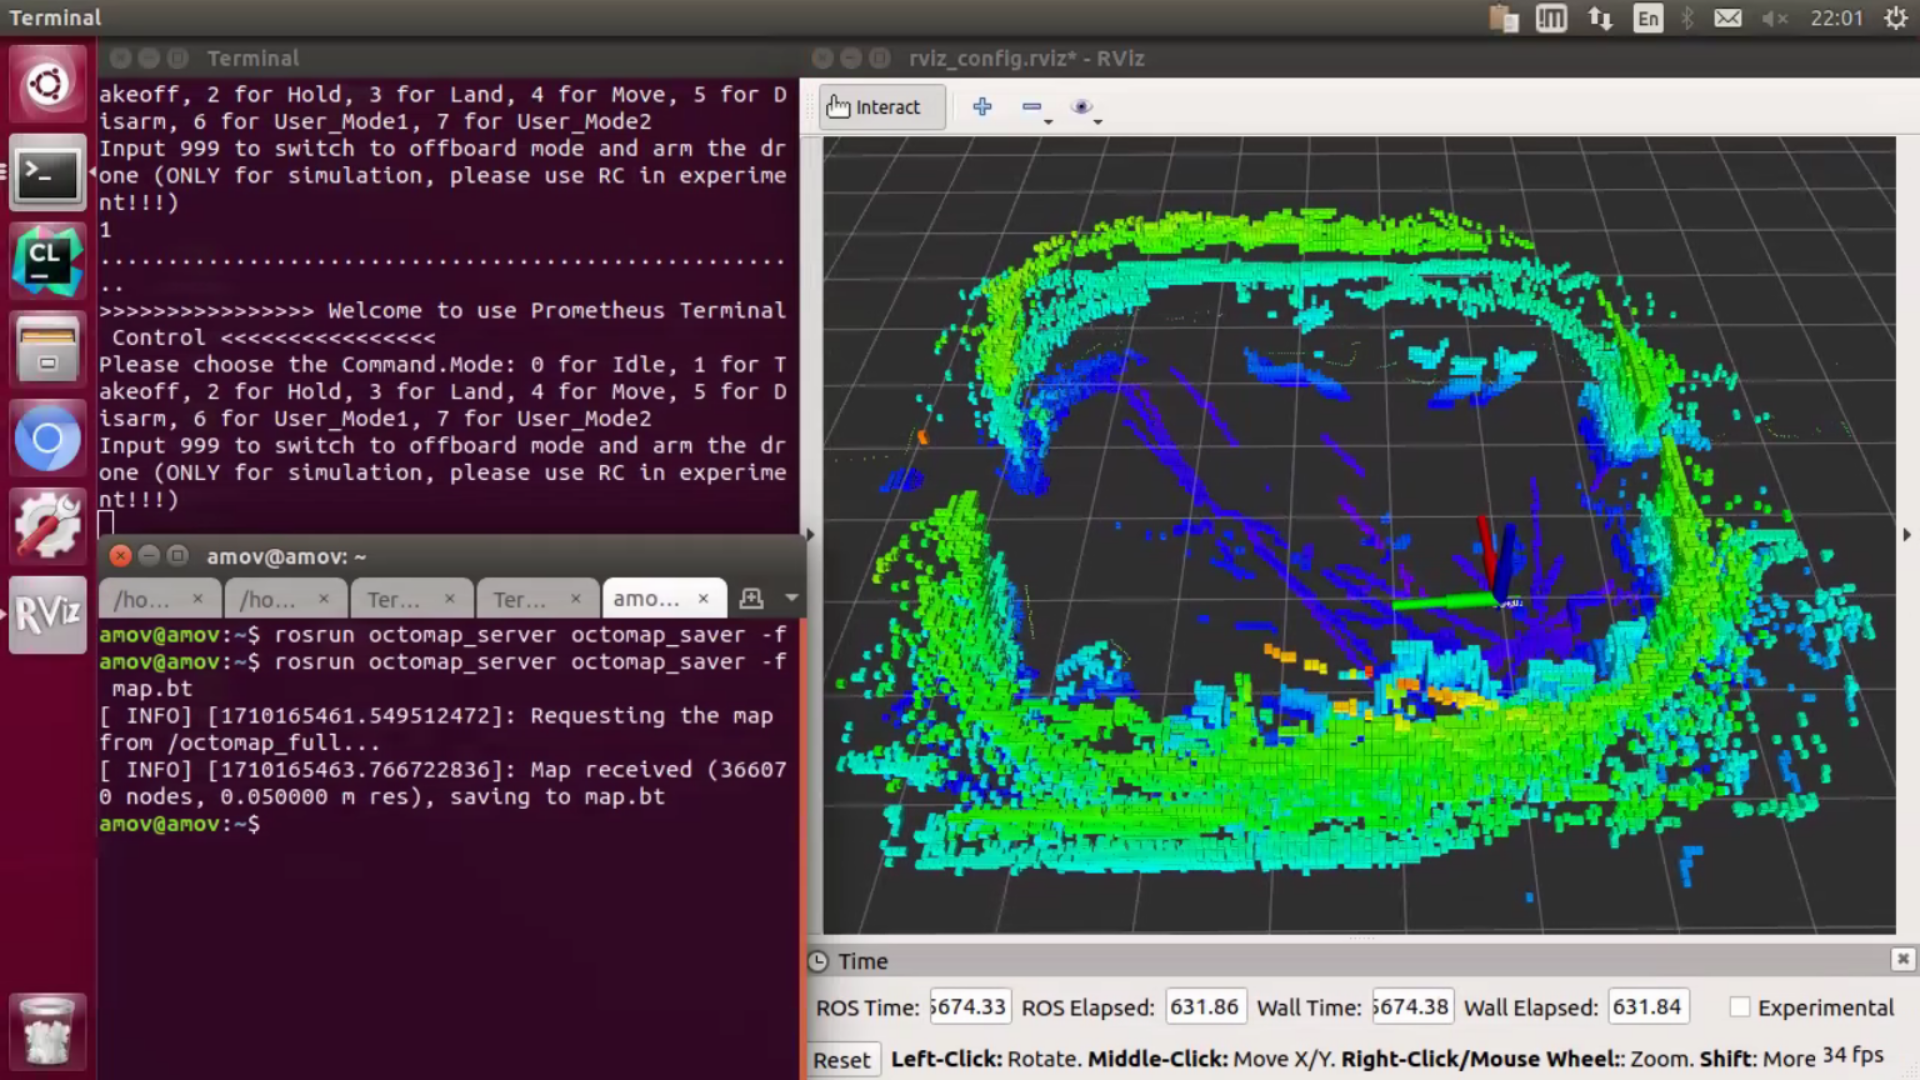 Terminal
En
22:01
Terminal
akeoff, 2 for Hold, 3 for Land, 4 for Move, 5 for D
isarm, 6 for User_Mode1, 7 for User_Mode2
Input 999 to switch to offboard mode and arm the dr
one (ONLY for simulation, please use RC in experime
nt!!!)
1
...................................................
..
>>>>>>>>>>>>>>>> Welcome to use Prometheus Terminal
 Control <<<<<<<<<<<<<<<<
Please choose the Command.Mode: 0 for Idle, 1 for T
akeoff, 2 for Hold, 3 for Land, 4 for Move, 5 for D
isarm, 6 for User_Mode1, 7 for User_Mode2
Input 999 to switch to offboard mode and arm the dr
one (ONLY for simulation, please use RC in experime
nt!!!)
CL
RViz
amov@amov: ~
/ho... × /ho... × Ter... × Ter... × amo... ×
amov@amov:~$ rosrun octomap_server octomap_saver -f
amov@amov:~$ rosrun octomap_server octomap_saver -f
 map.bt
[ INFO] [1710165461.549512472]: Requesting the map
from /octomap_full...
[ INFO] [1710165463.766722836]: Map received (36607
0 nodes, 0.050000 m res), saving to map.bt
amov@amov:~$
rviz_config.rviz* - RViz
Interact
Time
ROS Time: 5674.33 ROS Elapsed: 631.86 Wall Time: 5674.38 Wall Elapsed: 631.84 Experimental
Reset Left-Click: Rotate. Middle-Click: Move X/Y. Right-Click/Mouse Wheel:: Zoom. Shift: More 34 fps